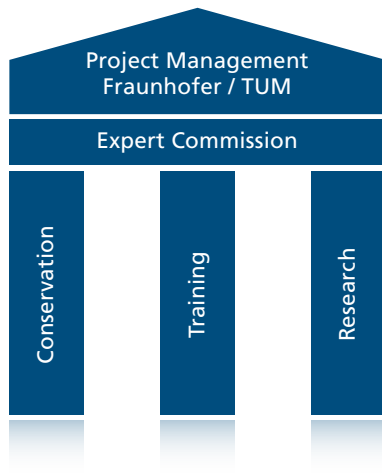 Project Management
Fraunhofer / TUM
Expert Commission
Conservation
Training
Research